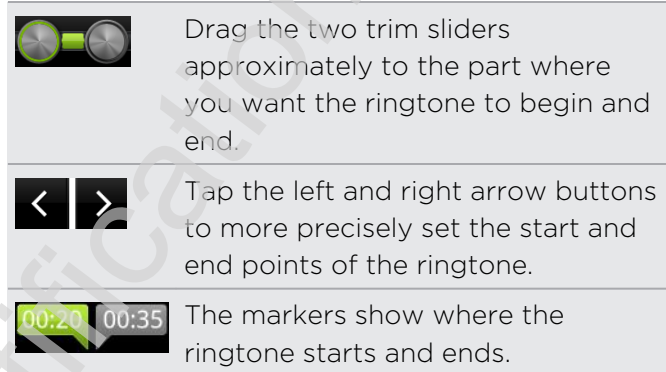 Drag the two trim sliders
approximately to the part where
you want the ringtone to begin and
end.
Tap the left and right arrow buttons
to more precisely set the start and
end points of the ringtone.
00:20 00:35 The markers show where the
ringtone starts and ends.